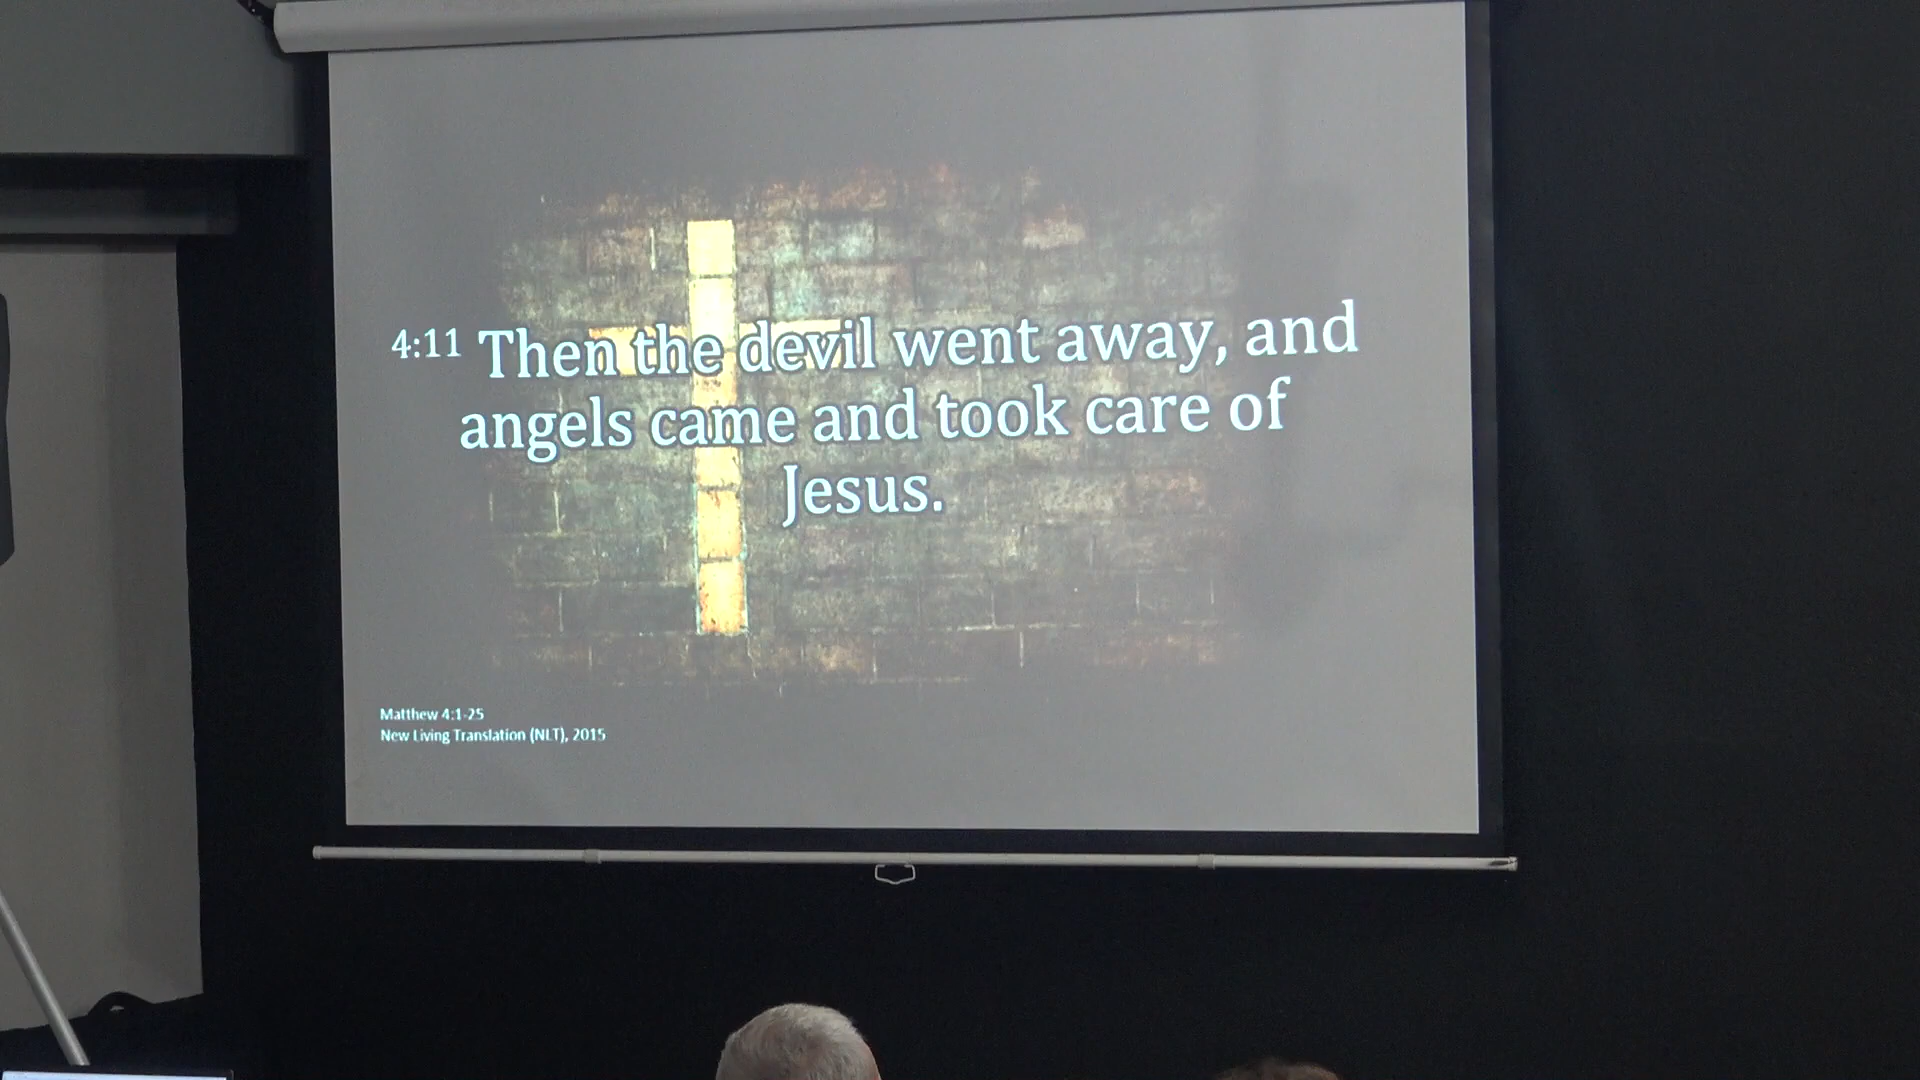 4:11 Then the devil went away, and
angels came and took care of
Jesus.
Matthew 4:1-25
New Living Translation (NLT), 2015